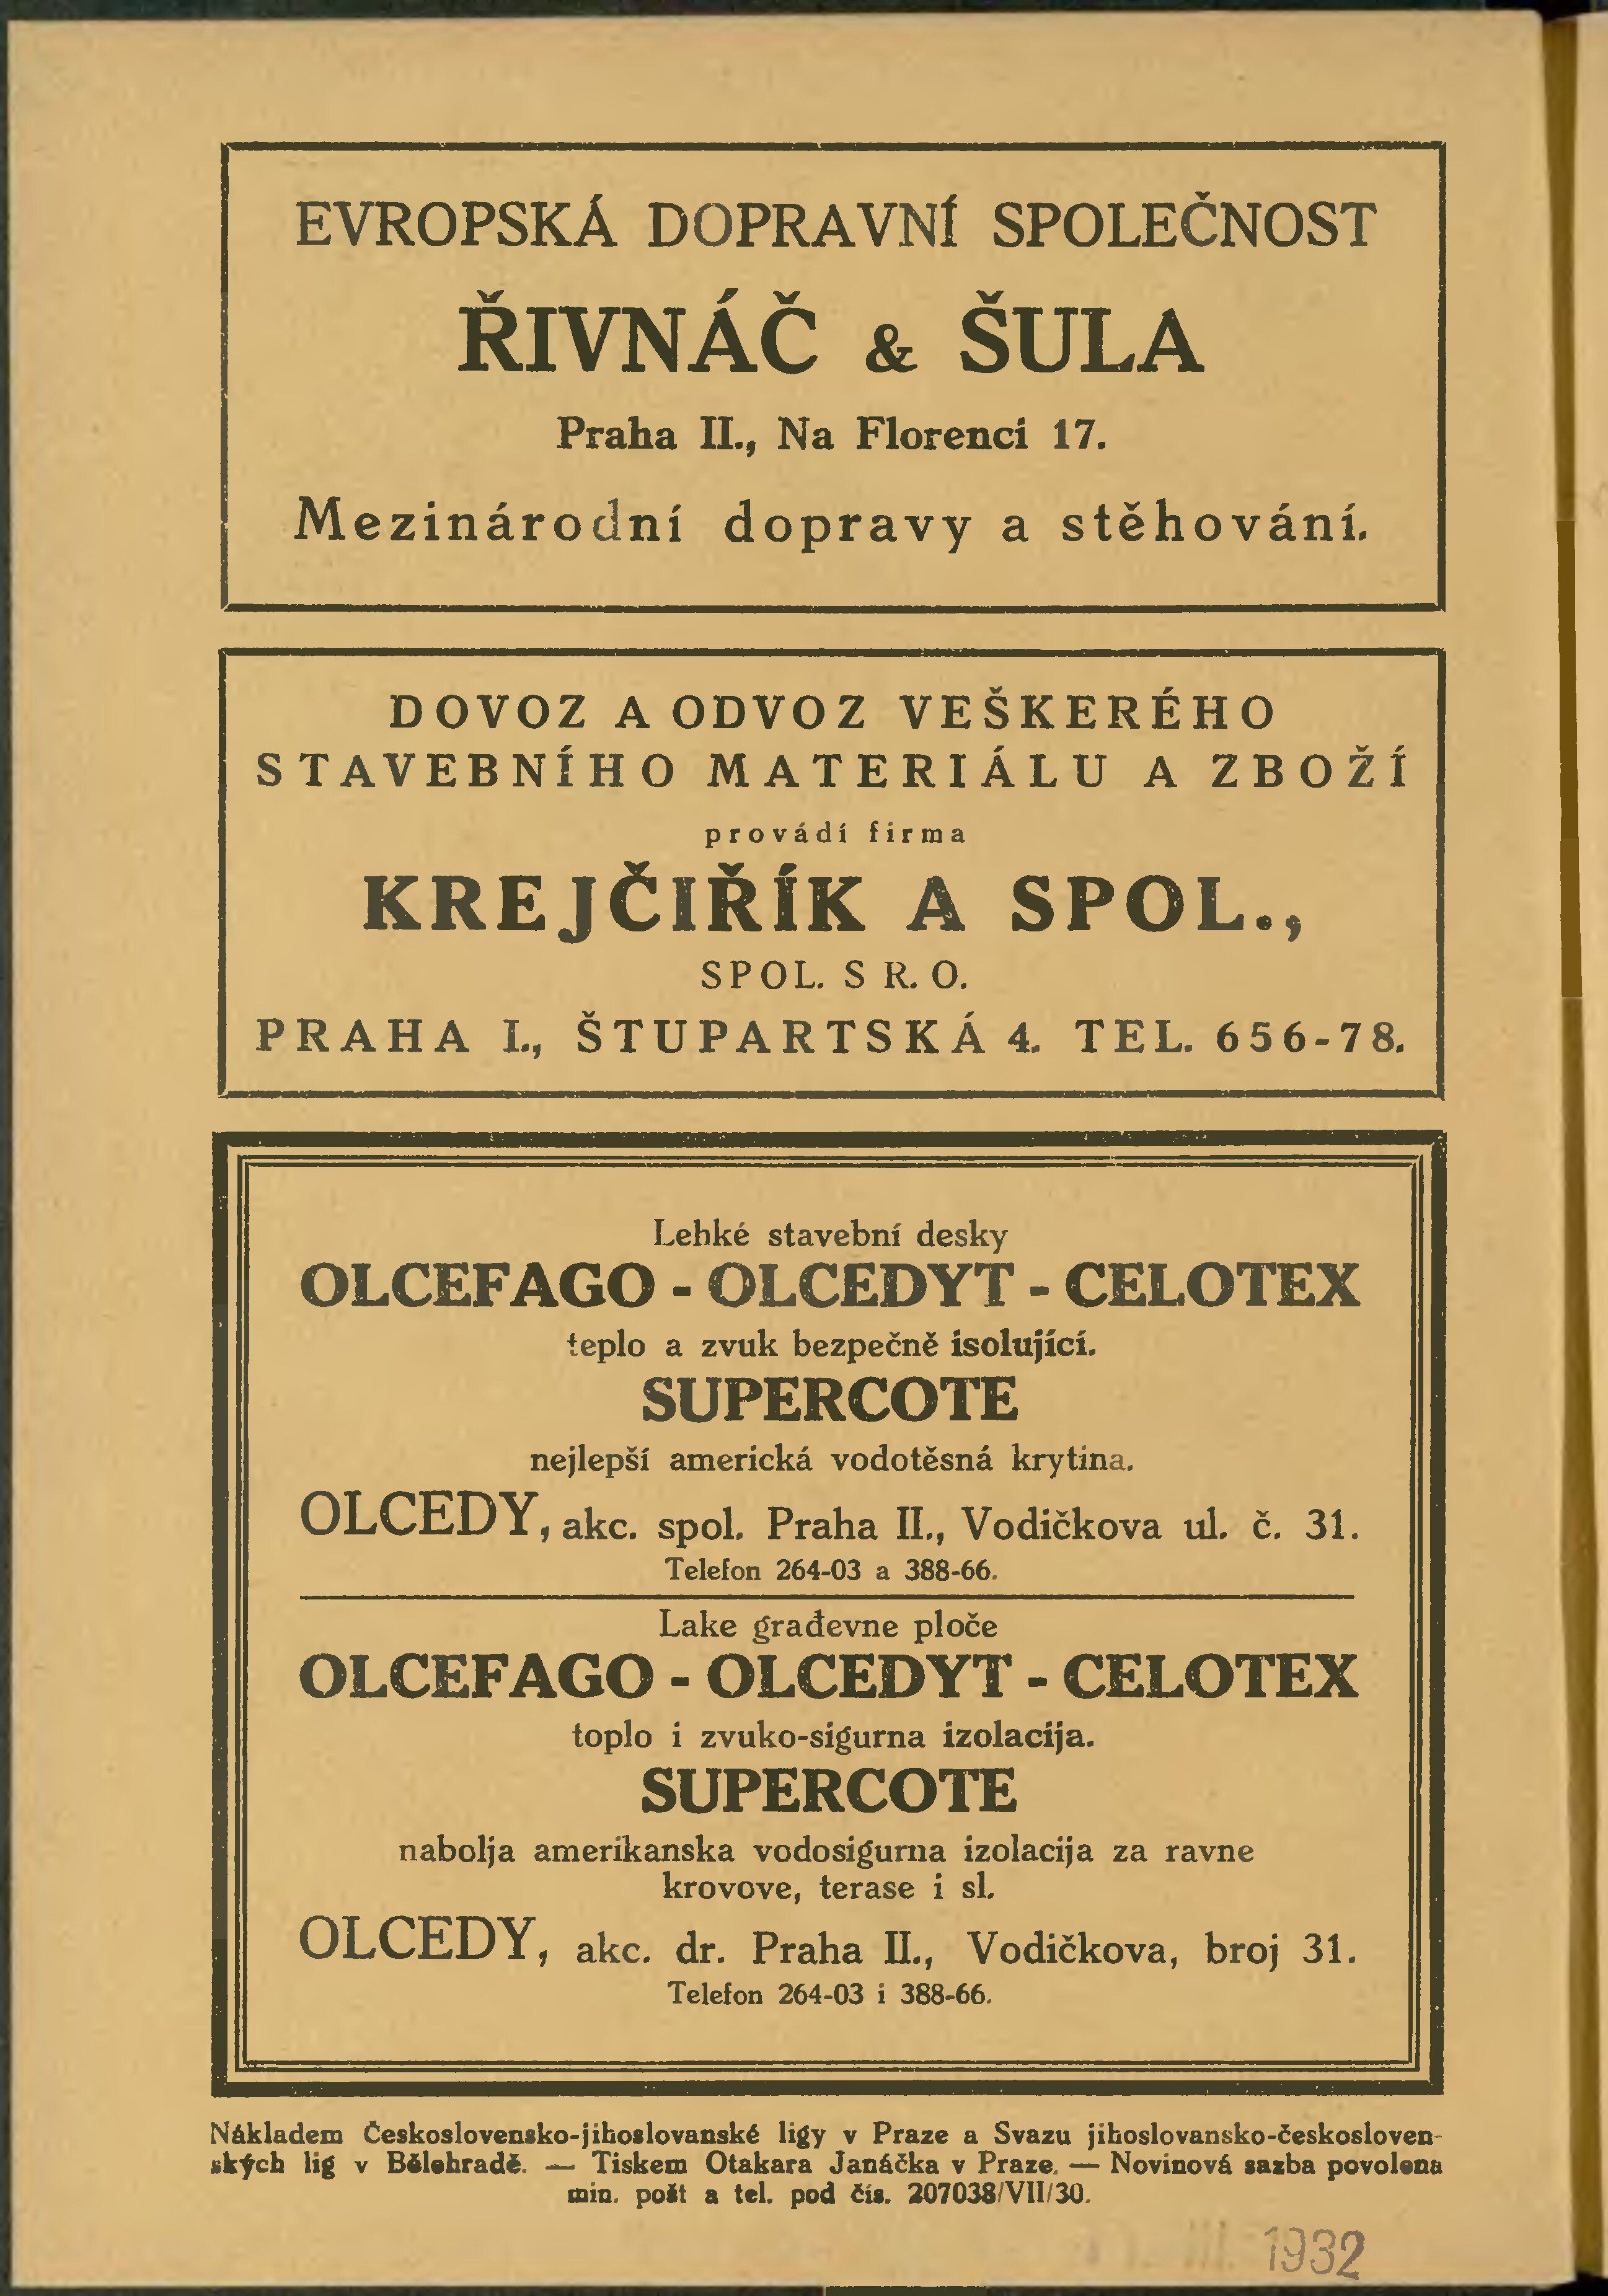 EVROPSKÁ DOPRAVNÍ SPOLEČNOST
ŘIVNÁČ & ŠULA
Praha II., Na Florenci 17.
Mezinárodní dopravy a stěhování.
DOVOZ A ODVOZ VEŠKERÉHO
STAVEBNÍHO MATERIÁLU A ZBOŽÍ
provádí firma
KREJČIŘÍK A SPOL.,
SPOL. S R. O.
PRAHA I., ŠTUPARTSKÁ 4. TEL. 656-78.
Lehké stavební desky
OLCEFAGO - OLCEDYT - CELOTEX
teplo a zvuk bezpečně isolující.
SUPERCOTE
nejlepší americká vodotěsná krytina.
OLCEDY, akc. spol. Praha II., Vodičkova ul. č. 31.
Telefon 264-03 a 388-66.
Lake građevne ploče
OLCEFAGO - OLCEDYT - CELOTEX
toplo i zvuko-sigurna izolacija.
SUPERCOTE
nabolja amerikanska vodosigurna izolacija za ravne
krovove, terase i sl.
OLCEDY, akc. dr. Praha II., Vodičkova, broj 31.
Telefon 264-03 i 388-66.
Nákladem Československo-jihoslovanské ligy v Praze a Svazu jihoslovansko-českosloven-
ských lig v Bělehradě. — Tiskem Otakara Janáčka v Praze. — Novinová sazba povolena
min. pošt a tel. pod čís. 207038/VII/30.
III. 1932